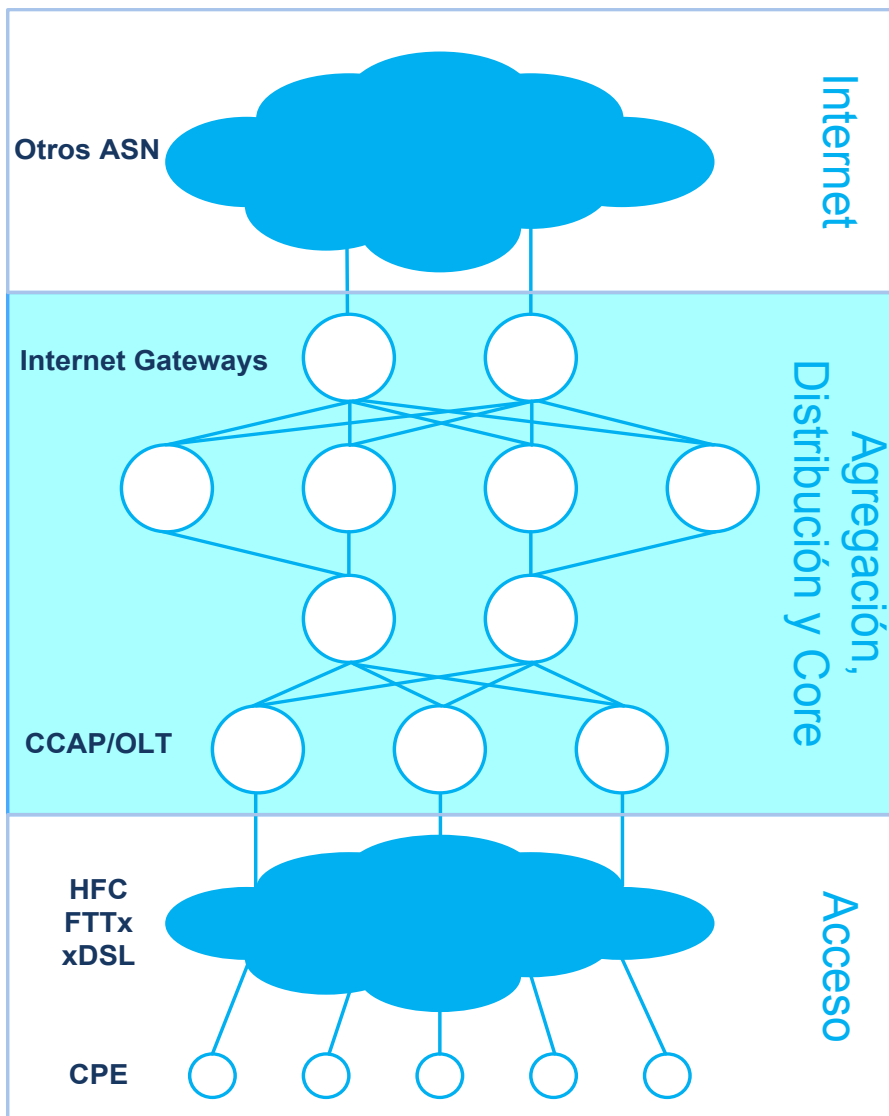 Otros ASN
Internet
Internet Gateways
Agregación,
Distribución y Core
CCAP/OLT
HFC
FTTx
xDSL
Acceso
CPE